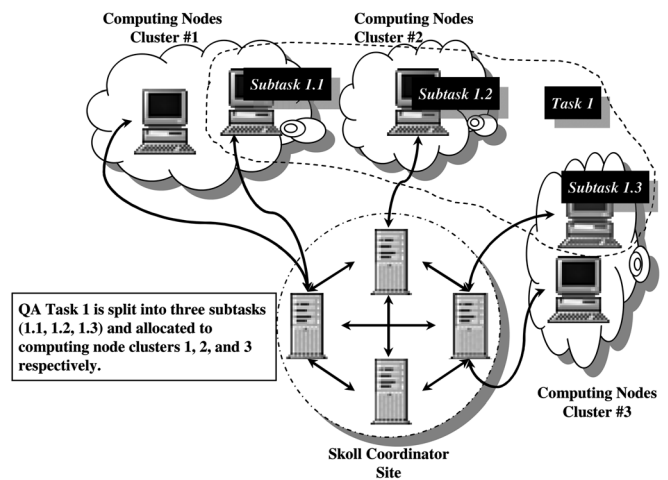 Computing Nodes
Cluster #1
Computing Nodes
Cluster #2
Subtask 1.1
Subtask 1.2
Task 1
Subtask 1.3
QA Task 1 is split into three subtasks
(1.1, 1.2, 1.3) and allocated to
computing node clusters 1, 2, and 3
respectively.
Computing Nodes
Cluster #3
Skoll Coordinator
Site